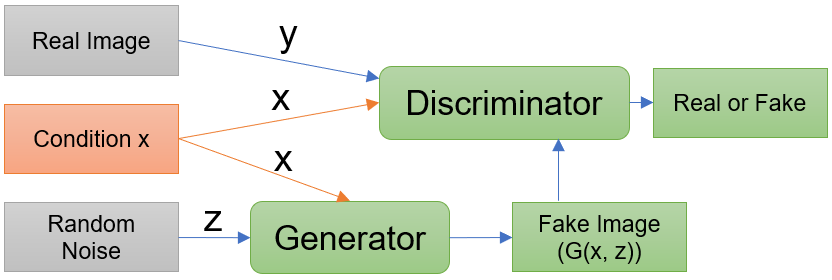 Real Image
y
Discriminator
Real or Fake
Condition x
x
x
Random
Noise
z
Generator
Fake Image
(G(x, z))